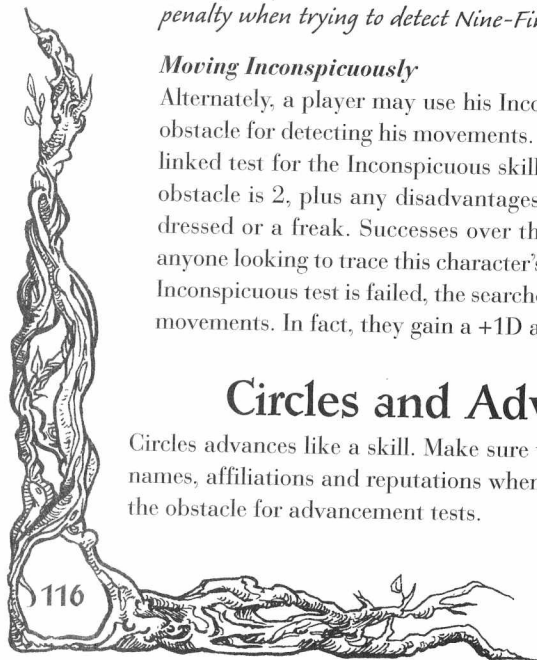 penalty when trying to detect Nine-Fin
Moving Inconspicuously
Alternately, a player may use his Inco
obstacle for detecting his movements.
linked test for the Inconspicuous skill
obstacle is 2, plus any disadvantages
dressed or a freak. Successes over th
anyone looking to trace this character's
Inconspicuous test is failed, the searche
movements. In fact, they gain a +1D a
Circles and Adv
Circles advances like a skill. Make sure
names, affiliations and reputations when
the obstacle for advancement tests.
116